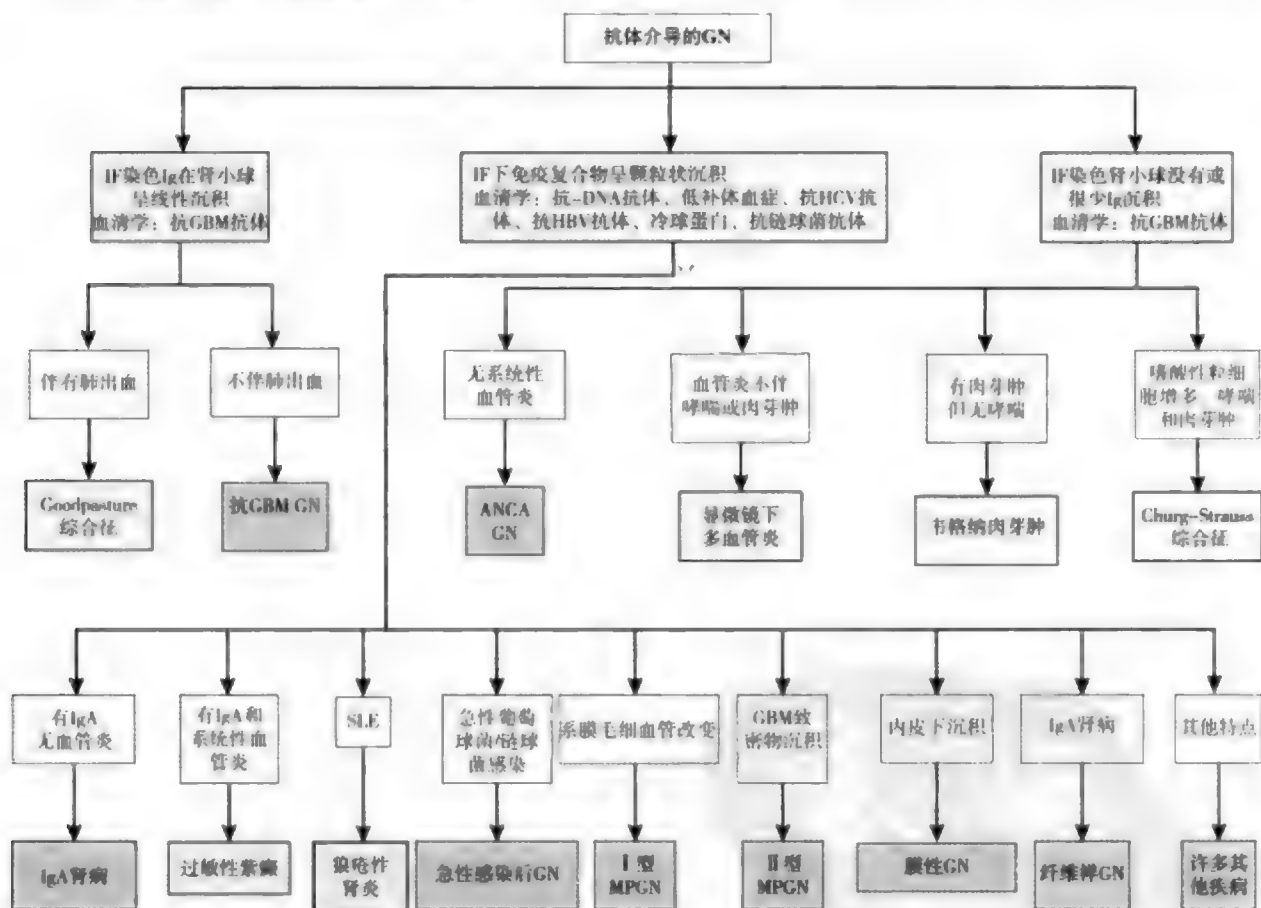 抗体介导的GN
IF染色Ig在肾小球
呈线性沉积
血清学：抗GBM抗体
IF下免疫复合物呈颗粒状沉积
血清学：抗-DNA抗体、低补体血症、抗HCV抗
体、抗HBV抗体、冷球蛋白、抗链球菌抗体
IF染色肾小球没有或
很少Ig沉积
血清学：抗GBM抗体
伴有肺出血
不伴肺出血
无系统性
血管炎
血管炎不伴
哮喘或肉芽肿
有肉芽肿
但无哮喘
嗜酸性粒细
胞增多、哮喘
和肉芽肿
Goodpasture
综合征
抗GBM GN
ANCA
GN
显微镜下
多血管炎
韦格纳肉芽肿
Churg-Strauss
综合征
有IgA
无血管炎
有IgA和
系统性血
管炎
SLE
急性葡萄
球菌/链球
菌感染
系膜毛细血管改变
GBM致
密物沉积
内皮下沉积
IgA肾病
其他特点
IgA肾病
过敏性紫癜
狼疮性
肾炎
急性感染后GN
Ⅰ型
MPGN
Ⅱ型
MPGN
膜性GN
纤维样GN
许多其
他疾病